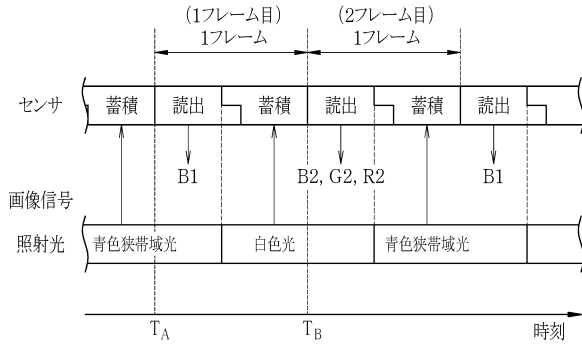 (1フレーム目) (2フレーム目)
1フレーム 1フレーム
センサ 蓄積 読出 蓄積 読出 蓄積 読出
B1 B2, G2, R2 B1
画像信号
照射光 青色狭帯域光 白色光 青色狭帯域光
TA TB 時刻